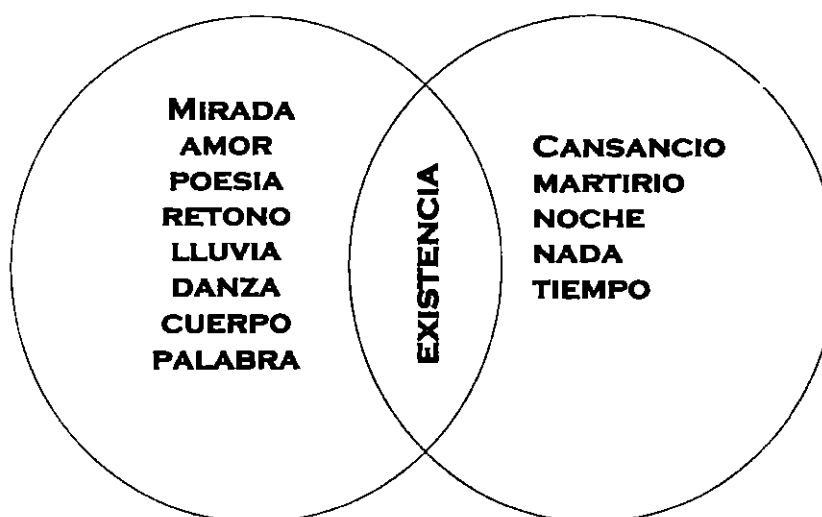 MIRADA
AMOR
POESIA
RETONO
LLUVIA
DANZA
CUERPO
PALABRA
EXISTENCIA
CANSANCIO
MARTIRIO
NOCHE
NADA
TIEMPO